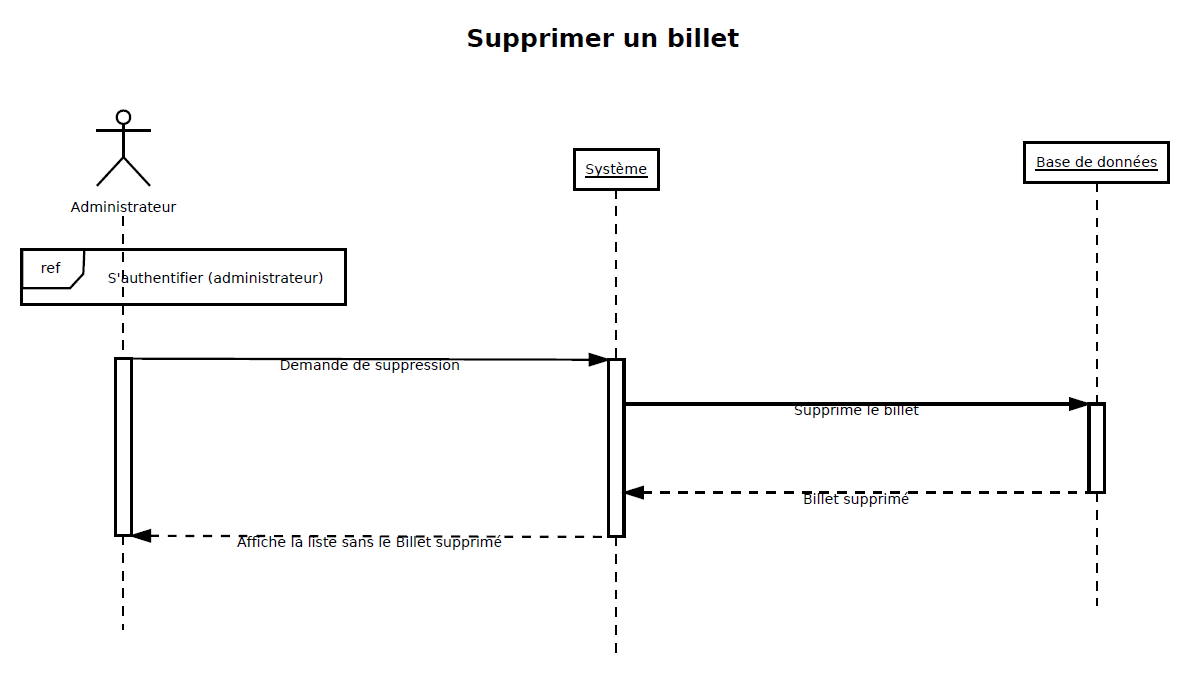 Supprimer un billet
Administrateur
Système
Base de données
ref
S'authentifier (administrateur)
Demande de suppression
Supprime le billet
Billet supprimé
Affiche la liste sans le Billet supprimé